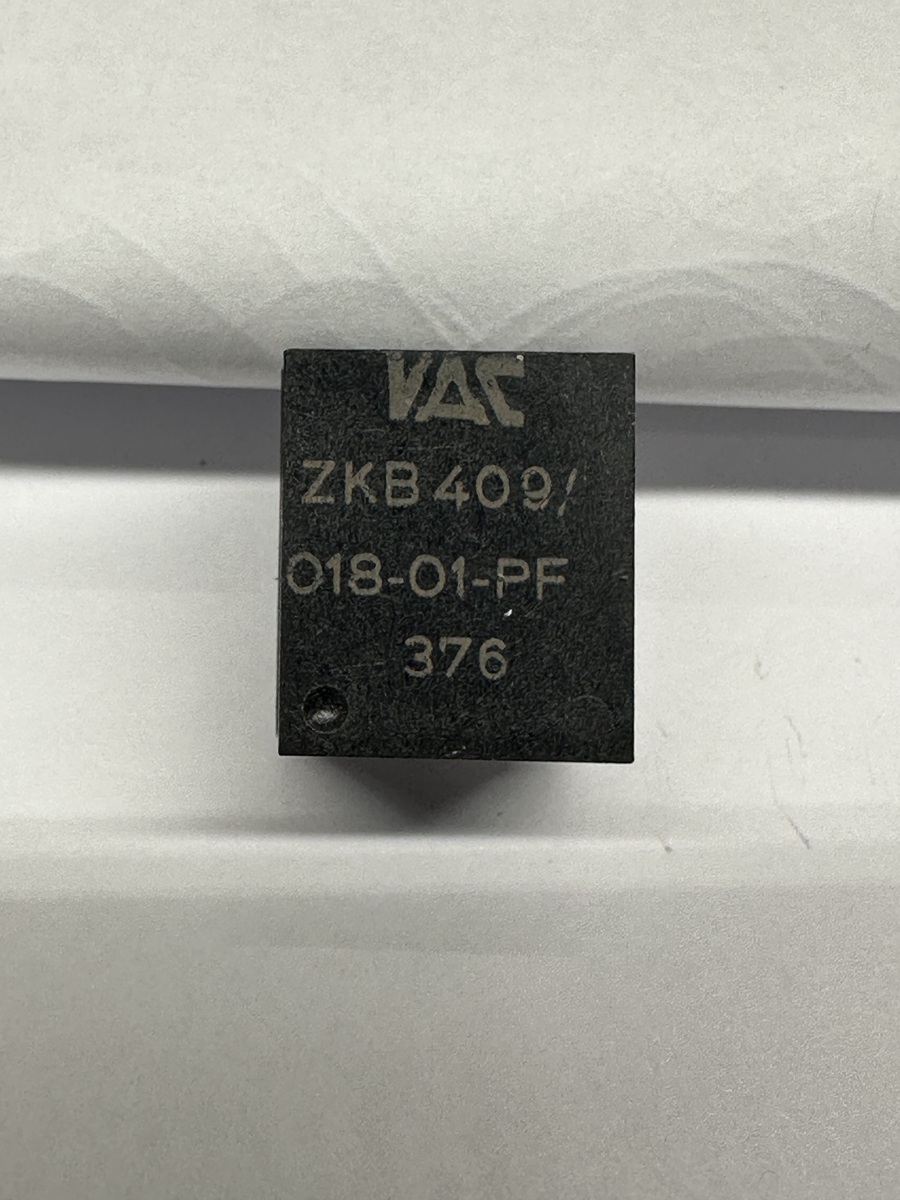 VAC
ZKB 409/
018-01-PF
376